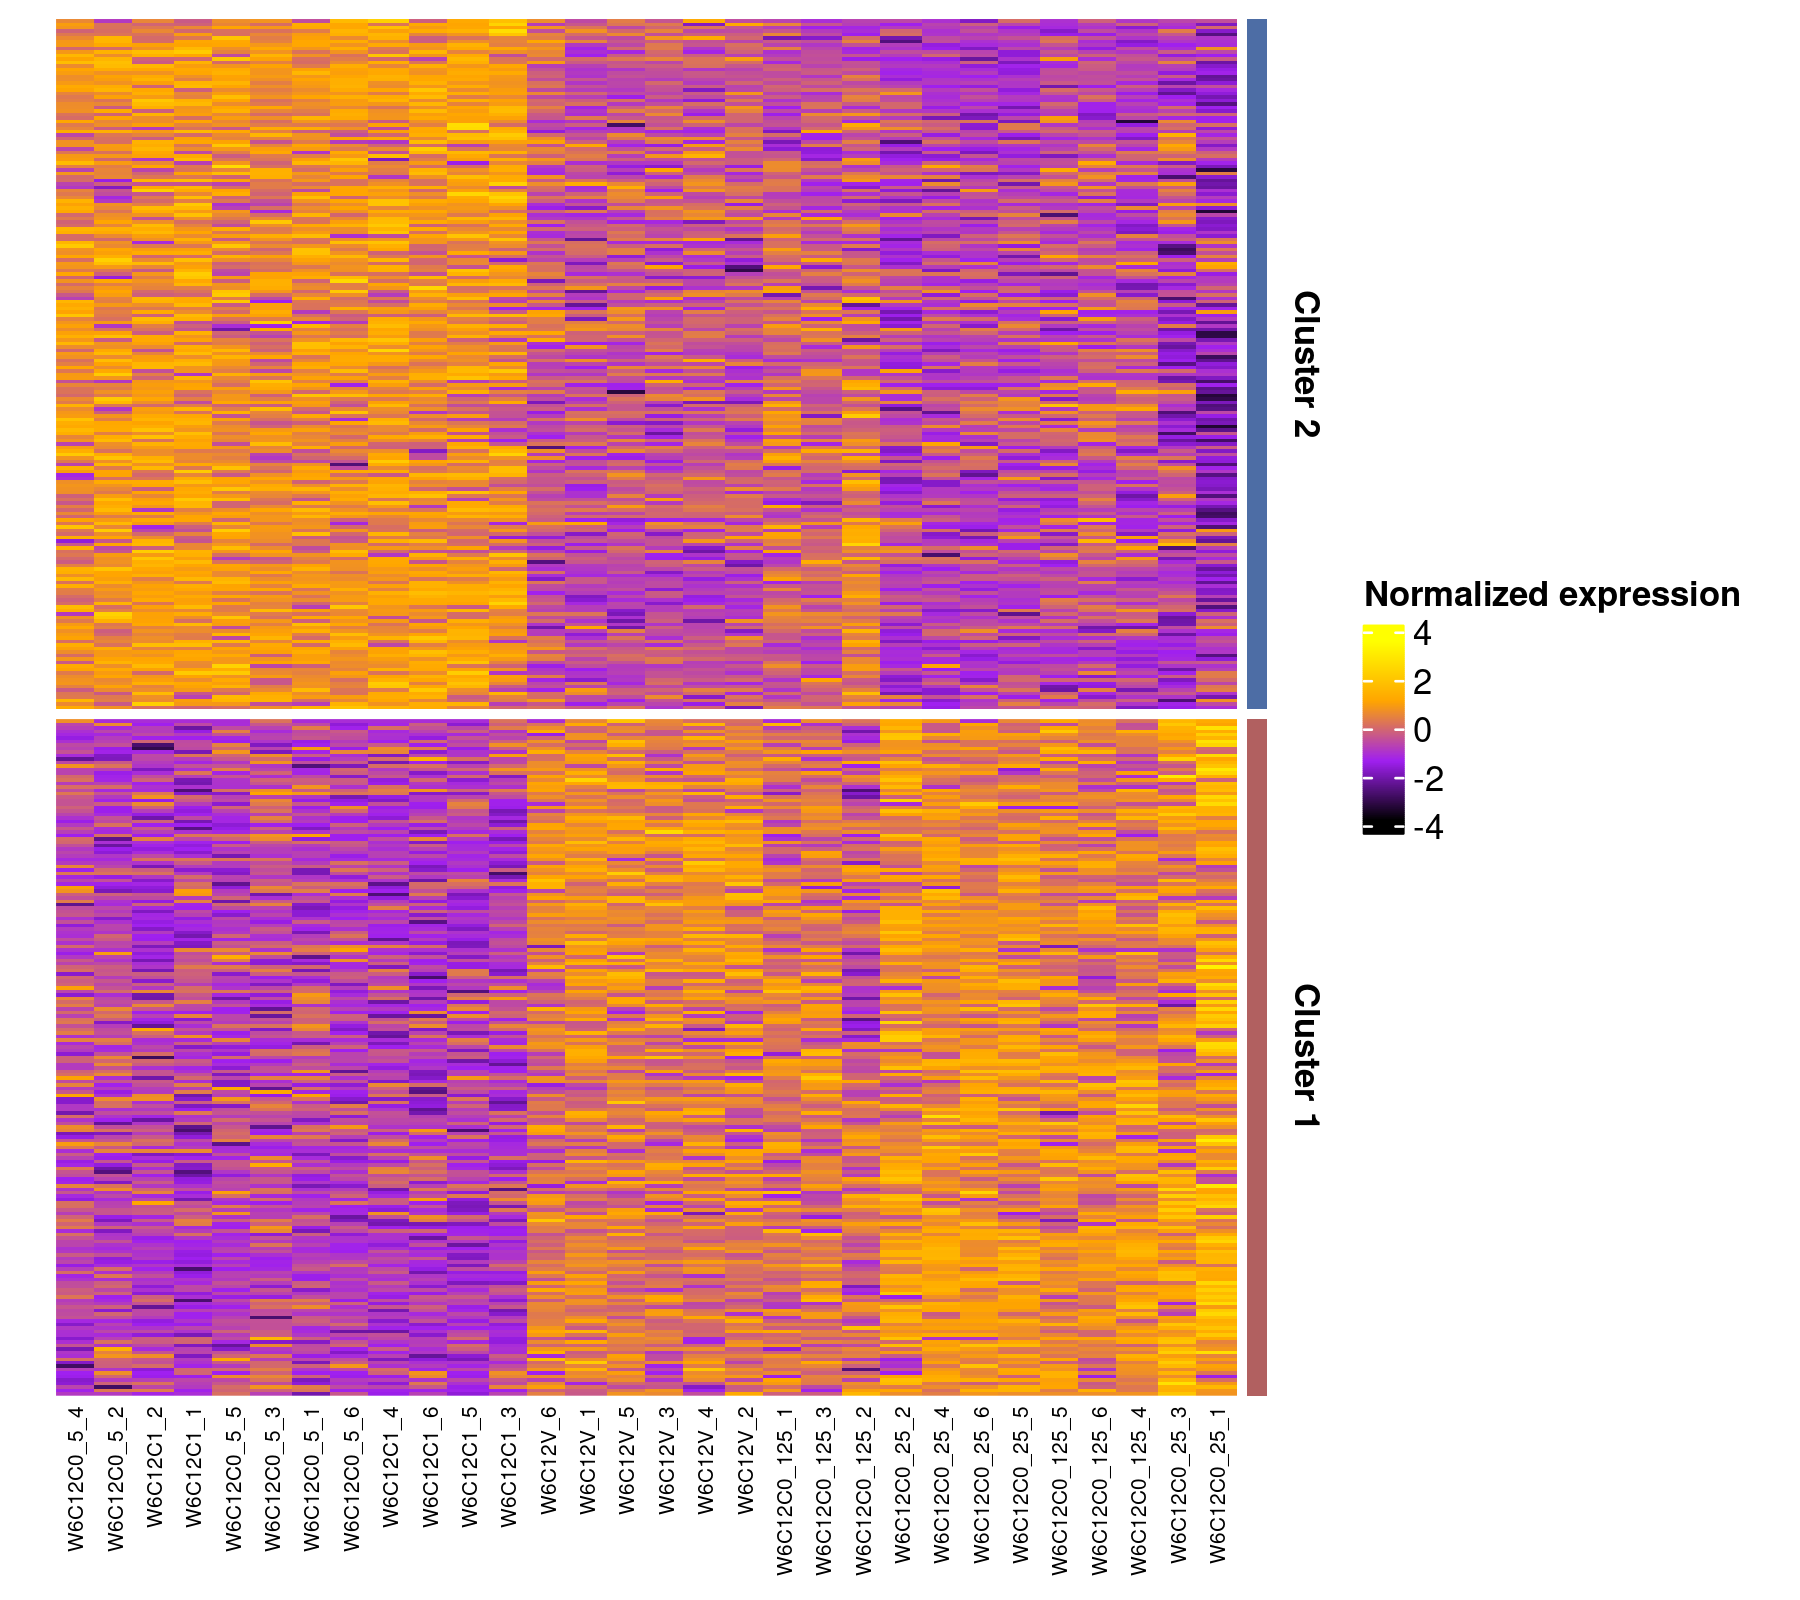 Cluster 2
Cluster 1
Normalized expression
4
2
0
-2
-4
W6C12C0_5_4
W6C12C0_5_2
W6C12C1_2
W6C12C1_1
W6C12C0_5_5
W6C12C0_5_3
W6C12C0_5_1
W6C12C0_5_6
W6C12C1_4
W6C12C1_6
W6C12C1_5
W6C12C1_3
W6C12V_6
W6C12V_1
W6C12V_5
W6C12V_3
W6C12V_4
W6C12V_2
W6C12C0_125_1
W6C12C0_125_3
W6C12C0_125_2
W6C12C0_25_2
W6C12C0_25_4
W6C12C0_25_6
W6C12C0_25_5
W6C12C0_125_5
W6C12C0_125_6
W6C12C0_125_4
W6C12C0_25_3
W6C12C0_25_1